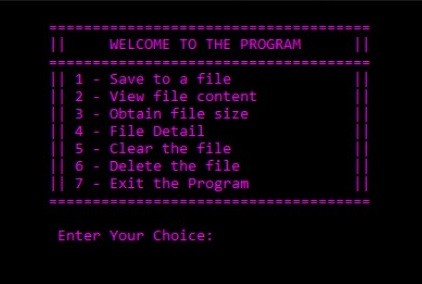 =====================================
||     WELCOME TO THE PROGRAM      ||
=====================================
|| 1 - Save to a file              ||
|| 2 - View file content           ||
|| 3 - Obtain file size            ||
|| 4 - File Detail                 ||
|| 5 - Clear the file              ||
|| 6 - Delete the file             ||
|| 7 - Exit the Program            ||
=====================================
Enter Your Choice: